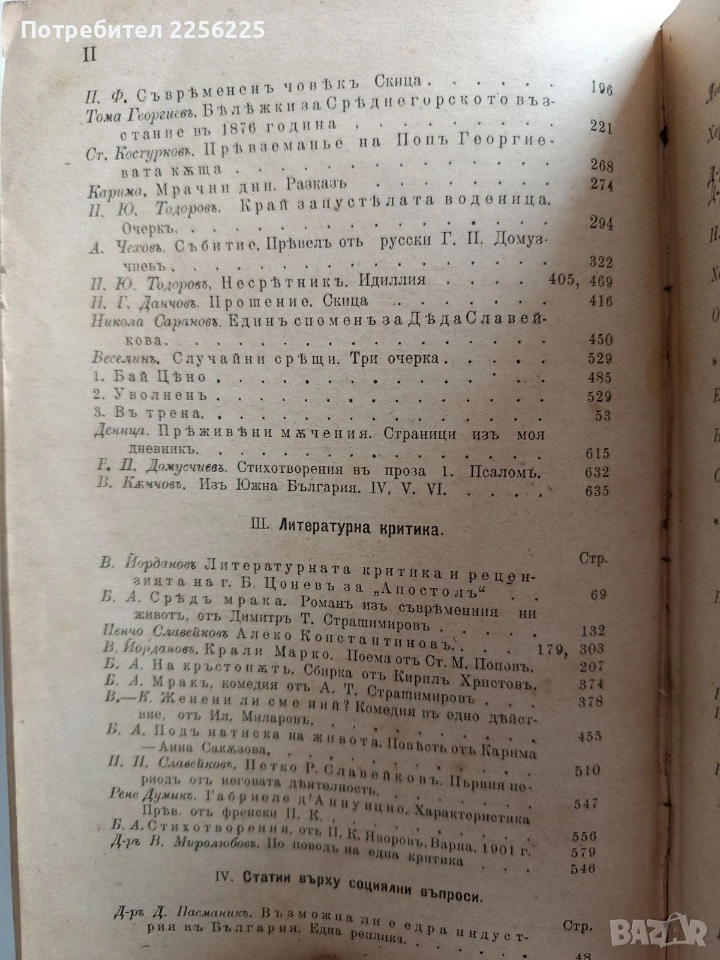 Потребител 2256225
II
П. Ф. Съврѣмененъ човѣкъ Скица 196
Тома Георгиевъ. Бѣлѣжки за Срѣднегорското въз-
стание въ 1876 година 221
Ст. Костурковъ. Прѣвземанье на Попъ Георгие-
вата кѫща 268
Карима, Мрачни дни. Разказъ 274
П. Ю. Тодоровъ. Край запустѣлата воденица.
Очеркъ. 294
А. Чеховъ. Събитие, Прѣвелъ отъ русски Г. П. Домуз-
чиевъ 322
П. Ю. Тодоровъ, Несрѣтникъ. Идиллия 405, 469
Н. Г. Данчовъ. Прошение. Скица 416
Никола Сарановъ. Единъ споменъ за Дѣда Славей-
кова. 450
Веселинъ. Случайни срѣщи. Три очерка 529
1. Бай Цѣно 485
2. Уволненъ 529
3. Въ трена. 53
Денница. Прѣживѣни мѫчения. Страници изъ моя
дневникъ. 615
Г. П. Домусчиевъ. Стихотворения въ проза 1. Псаломъ. 632
В. Кѫнчовъ. Изъ Южна България. IV, V. VI. 635
III. Литературна критика.
Стр.
В. Йордановъ Литературната критика и рецен-
зията на г. Б. Цоневъ за „Апостолъ“ 69
Б. А. Срѣдъ мрака. Романъ изъ съврѣменния ни
животъ, отъ Димитръ Т. Страшимировъ 132
Пенчо Славейковъ Алеко Константиновъ. 179, 303
В. Йордановъ, Крали Марко. Поема отъ Ст. М. Поповъ. 207
Б. А. На кръстопѫть. Сбирка отъ Кирилъ Христовъ. 374
Б. А. Мракъ, комедия отъ А. Т. Страшимировъ 378
В.—К. Женени ли сме ний? Комедия въ едно дѣйст-
вие, отъ Ил. Миларовъ, 455
Б. А. Подъ натиска на живота. Повѣсть отъ Карима
—Анна Сакѫзова, 510
П. П. Славейковъ, Петко Р. Славейковъ. Първия пе-
риодъ отъ неговата дѣятелность, 547
Рене Думикъ. Габриеле д'Аннунцио, Характеристика
Прѣв. отъ френски П. К. 556
Б. А. Стихотворения, отъ П. К. Яворовъ, Варна, 1901 г. 579
Д-ръ В. Миролюбовъ. По поводъ на една критика 546
IV. Статии върху социялни въпроси.
Стр.
Д-ръ Д. Пасманикъ. Възможна ли е едра индуст-
рия въ България. Една реплика. 48
BAZAR